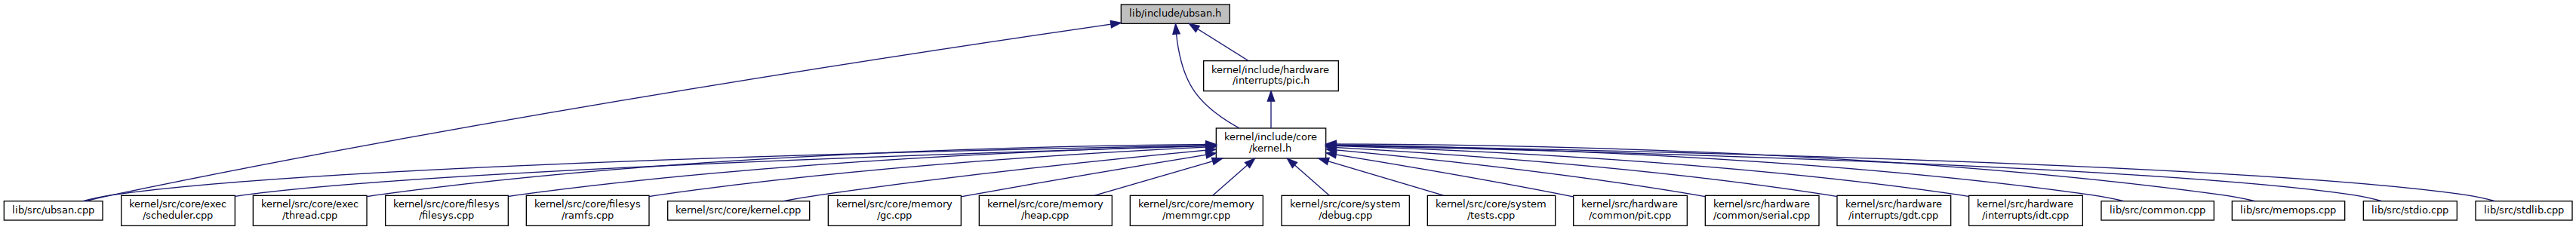 lib/include/ubsan.h
kernel/include/hardware
/interrupts/pic.h
kernel/include/core
/kernel.h
lib/src/ubsan.cpp
kernel/src/core/exec
/scheduler.cpp
kernel/src/core/exec
/thread.cpp
kernel/src/core/filesys
/filesys.cpp
kernel/src/core/filesys
/ramfs.cpp
kernel/src/core/kernel.cpp
kernel/src/core/memory
/gc.cpp
kernel/src/core/memory
/heap.cpp
kernel/src/core/memory
/memmgr.cpp
kernel/src/core/system
/debug.cpp
kernel/src/core/system
/tests.cpp
kernel/src/hardware
/common/pit.cpp
kernel/src/hardware
/common/serial.cpp
kernel/src/hardware
/interrupts/gdt.cpp
kernel/src/hardware
/interrupts/idt.cpp
lib/src/common.cpp
lib/src/memops.cpp
lib/src/stdio.cpp
lib/src/stdlib.cpp